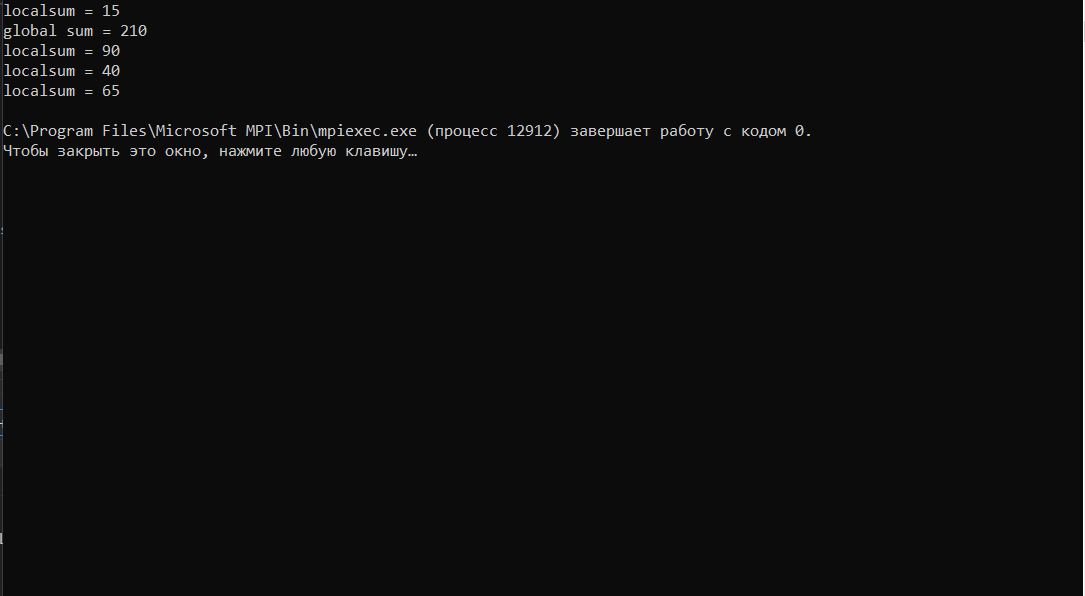 localsum = 15
global sum = 210
localsum = 90
localsum = 40
localsum = 65
C:\Program Files\Microsoft MPI\Bin\mpiexec.exe (процесс 12912) завершает работу с кодом 0.
Чтобы закрыть это окно, нажмите любую клавишу…